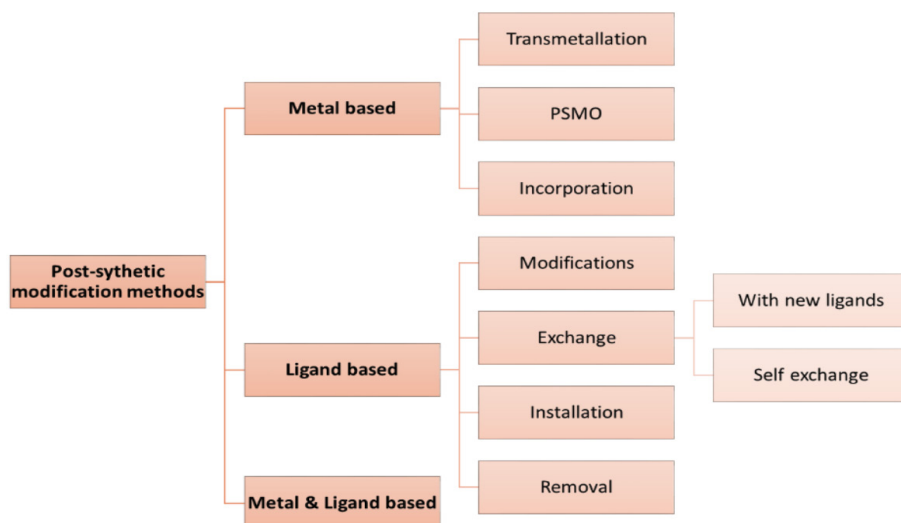 Transmetallation
Metal based
PSMO
Incorporation
Post-sythetic
modification methods
Modifications
With new ligands
Exchange
Ligand based
Self exchange
Installation
Removal
Metal & Ligand based